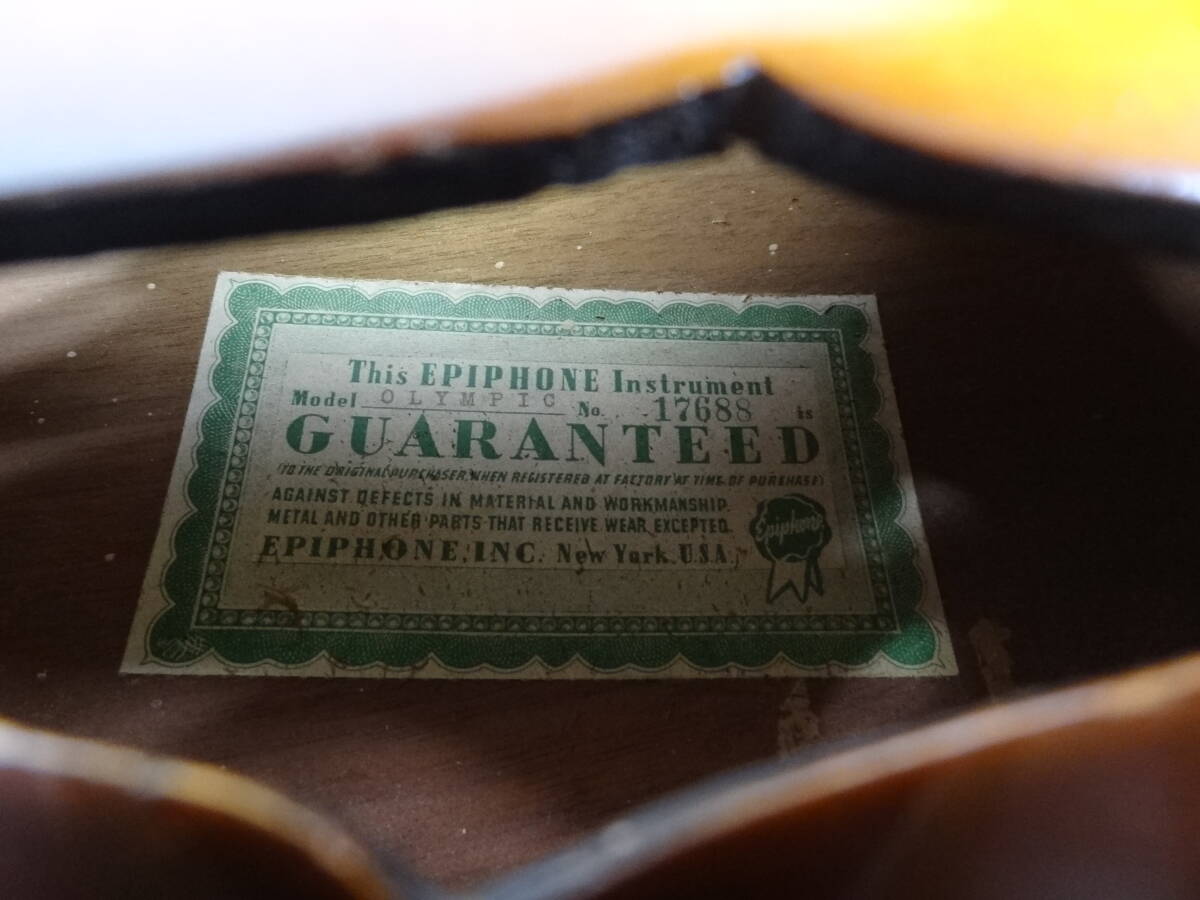 This EPIPHONE Instrument
Model OLYMPIC No. 17688 is
GUARANTEED
(TO THE ORIGINAL PURCHASER, WHEN REGISTERED AT FACTORY AT TIME OF PURCHASE)
AGAINST DEFECTS IN MATERIAL AND WORKMANSHIP.
METAL AND OTHER PARTS THAT RECEIVE WEAR EXCEPTED.
EPIPHONE, INC. New York, U.S.A.
Epiphone